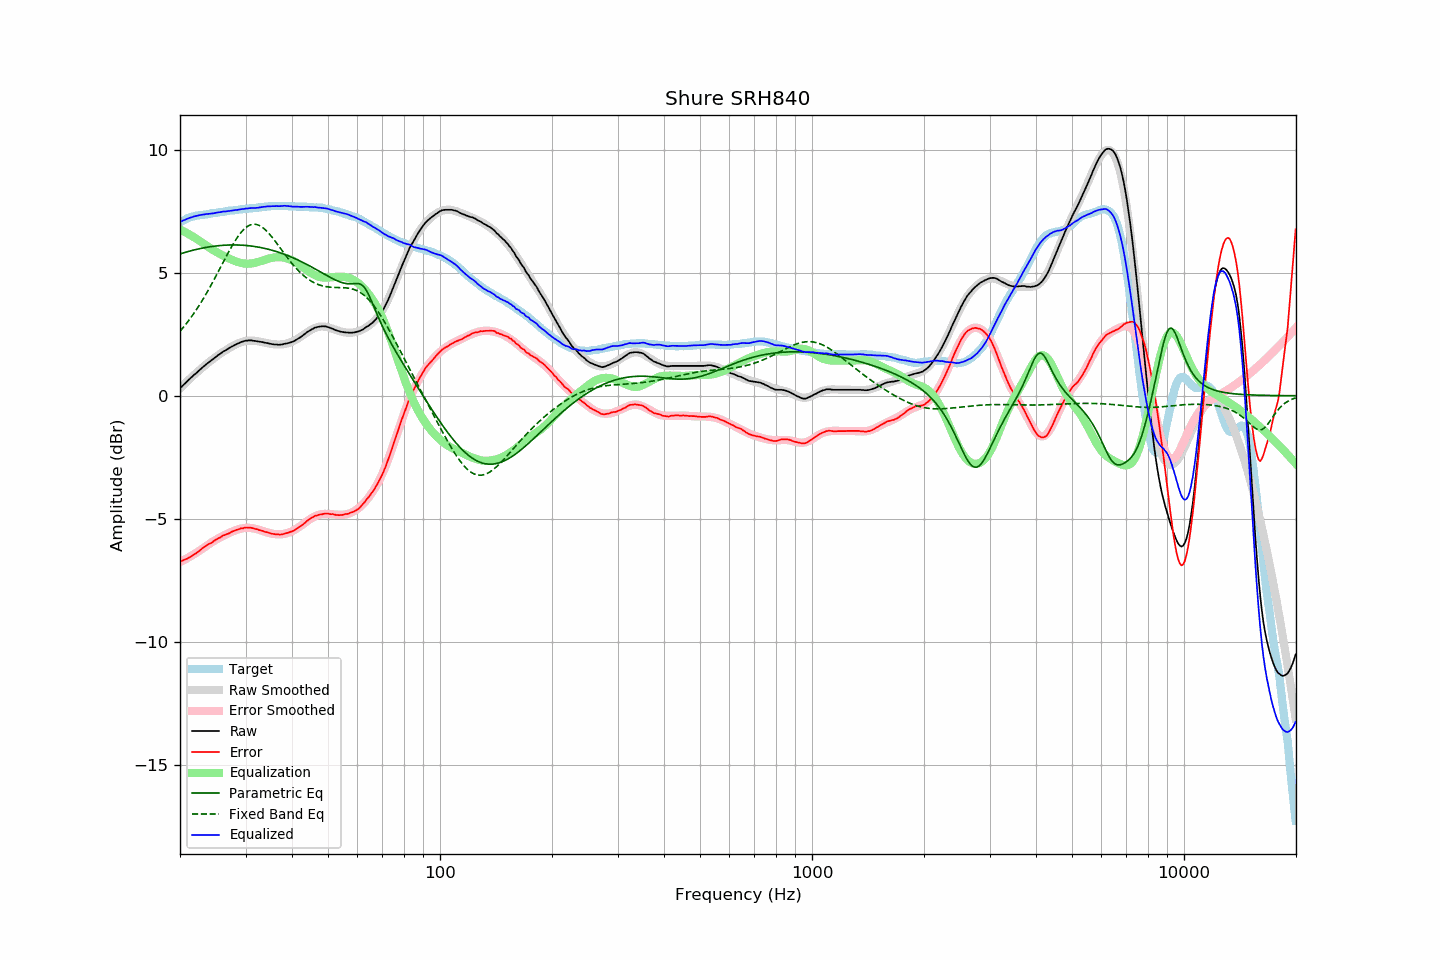 Shure SRH840
Amplitude (dBr)
10
5
0
−5
−10
−15
Target
Raw Smoothed
Error Smoothed
Raw
Error
Equalization
Parametric Eq
Fixed Band Eq
Equalized
100
1000
10000
Frequency (Hz)